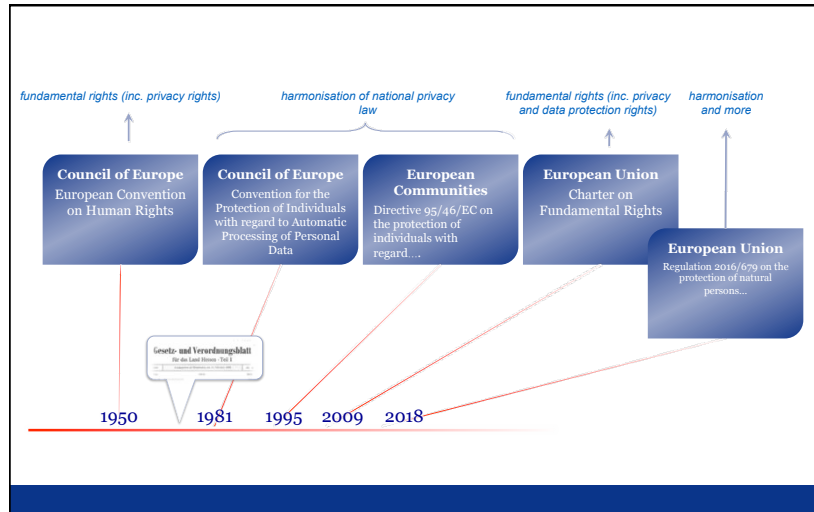 fundamental rights (inc. privacy rights)
harmonisation of national privacy
law
fundamental rights (inc. privacy
and data protection rights)
harmonisation
and more
Council of Europe
European Convention
on Human Rights
Council of Europe
Convention for the
Protection of Individuals
with regard to Automatic
Processing of Personal
Data
European
Communities
Directive 95/46/EC on
the protection of
individuals with
regard….
European Union
Charter on
Fundamental Rights
European Union
Regulation 2016/679 on the
protection of natural
persons…
Gesetz- und Verordnungsblatt
für das Land Hessen · Teil I
1950
1981
1995
2009
2018